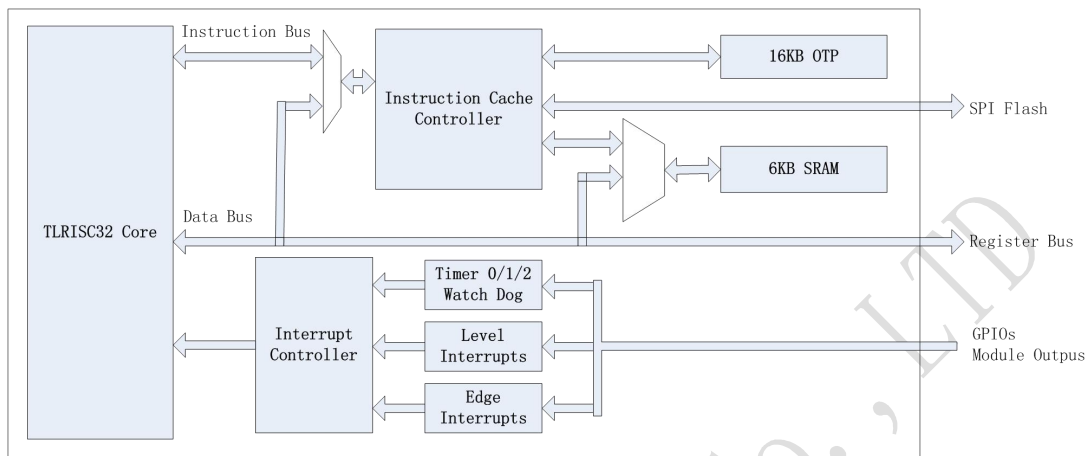 Instruction Bus
16KB OTP
Instruction Cache
Controller
SPI Flash
6KB SRAM
Data Bus
TLRISC32 Core
Register Bus
Timer 0/1/2
Watch Dog
Interrupt
Controller
Level
Interrupts
GPIOs
Module Outpus
Edge
Interrupts
LTD